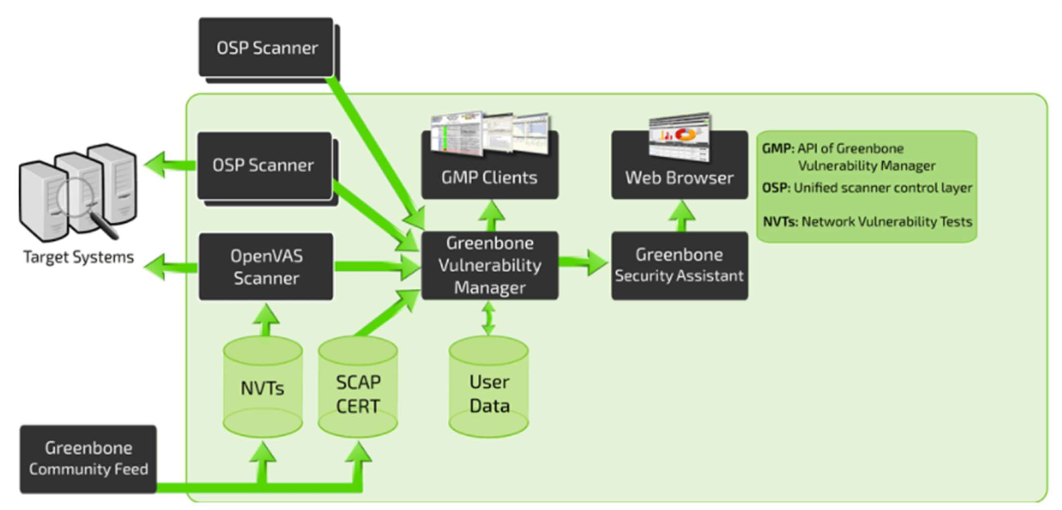 OSP Scanner
OSP Scanner
GMP Clients
Web Browser
GMP: API of Greenbone
Vulnerability Manager
OSP: Unified scanner control layer
NVTs: Network Vulnerability Tests
Target Systems
OpenVAS
Scanner
Greenbone
Vulnerability
Manager
Greenbone
Security Assistant
NVTs
SCAP
CERT
User
Data
Greenbone
Community Feed